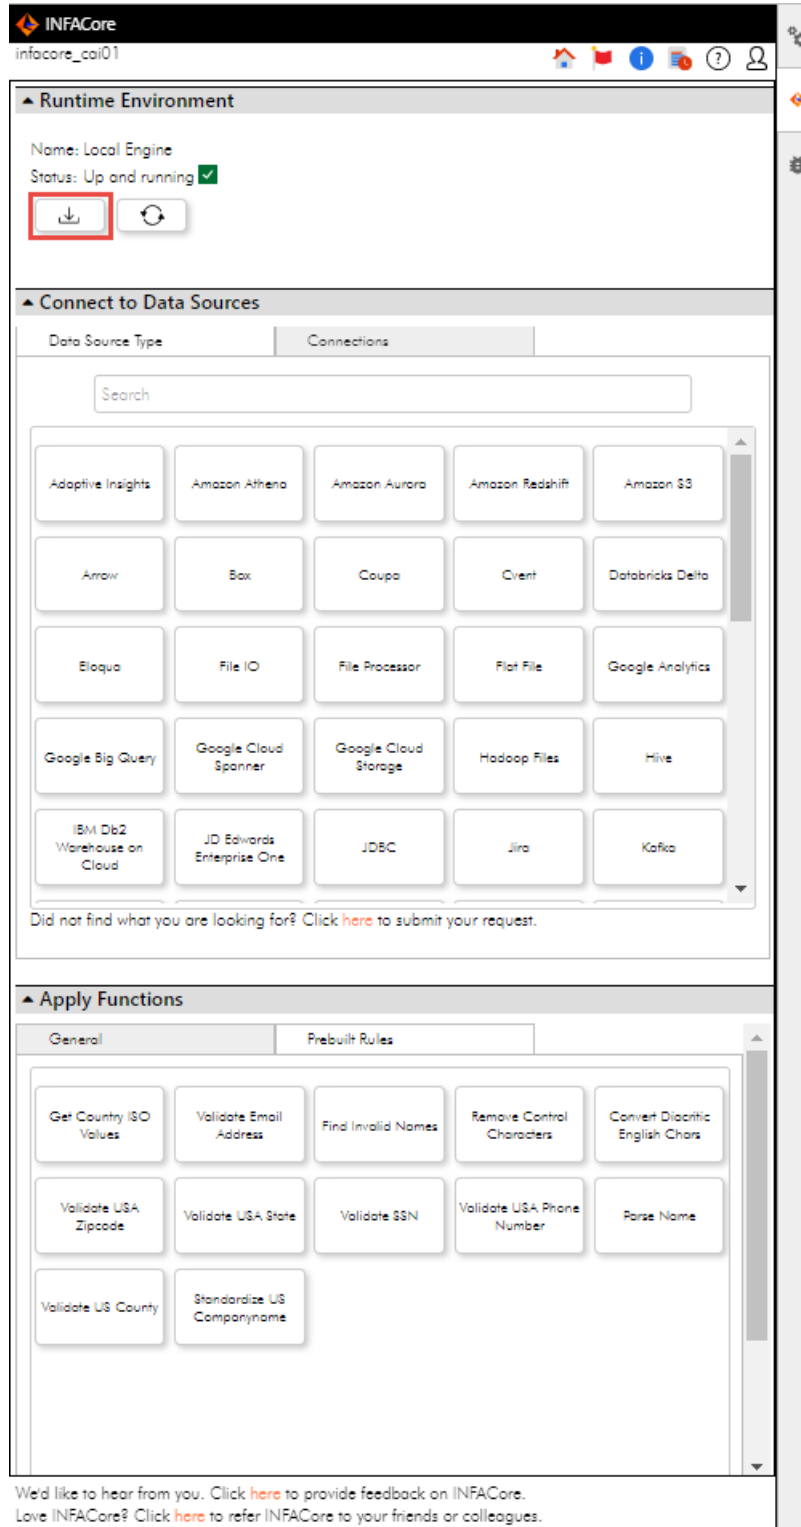 INFACore
infacore_cai01
Runtime Environment
Name: Local Engine
Status: Up and running
Connect to Data Sources
Data Source Type Connections
Search
Adaptive Insights Amazon Athena Amazon Aurora Amazon Redshift Amazon S3
Arrow Box Coupa Cvent Databricks Delta
Eloqua File IO File Processor Flat File Google Analytics
Google Big Query Google Cloud Spanner Google Cloud Storage Hadoop Files Hive
IBM Db2 Warehouse on Cloud JD Edwards Enterprise One JDBC Jira Kafka
Did not find what you are looking for? Click here to submit your request.
Apply Functions
General Prebuilt Rules
Get Country ISO Values Validate Email Address Find Invalid Names Remove Control Characters Convert Diacritic English Chars
Validate USA Zipcode Validate USA State Validate SSN Validate USA Phone Number Parse Name
Validate US County Standardize US Companyname
We'd like to hear from you. Click here to provide feedback on INFACore.
Love INFACore? Click here to refer INFACore to your friends or colleagues.